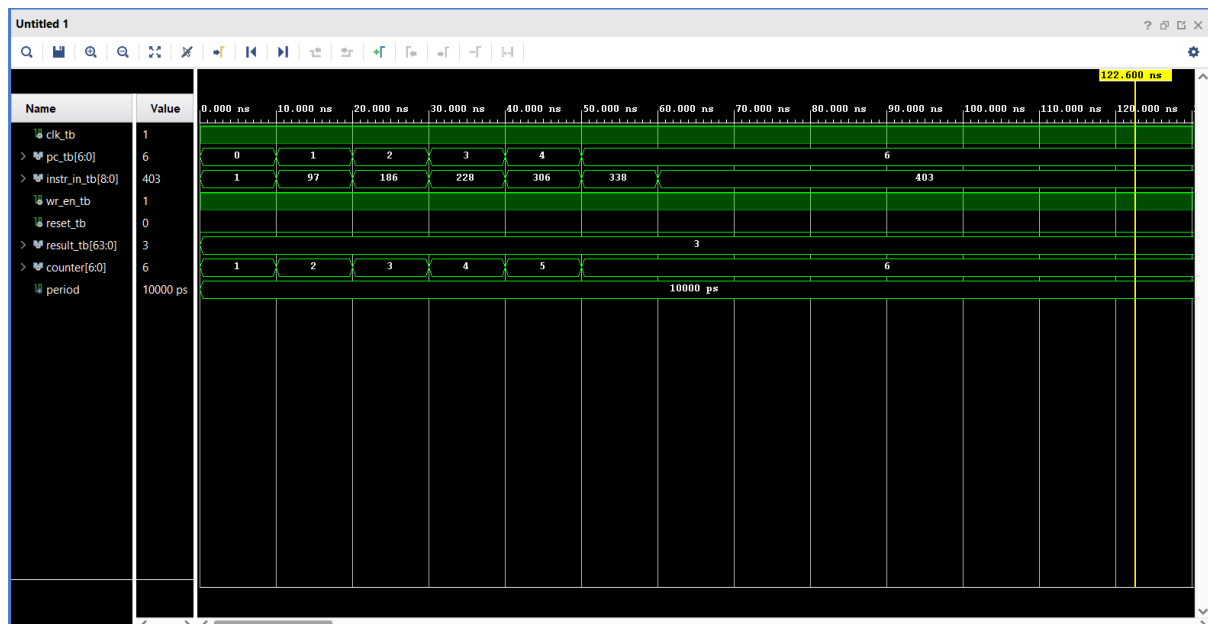 Untitled 1
122.600 ns
Name Value 0.000 ns 10.000 ns 20.000 ns 30.000 ns 40.000 ns 50.000 ns 60.000 ns 70.000 ns 80.000 ns 90.000 ns 100.000 ns 110.000 ns 120.000 ns
clk_tb 1
pc_tb[6:0] 6 0 1 2 3 4 6
instr_in_tb[8:0] 403 1 97 186 228 306 338 403
wr_en_tb 1
reset_tb 0
result_tb[63:0] 3 3
counter[6:0] 6 1 2 3 4 5 6
period 10000 ps 10000 ps